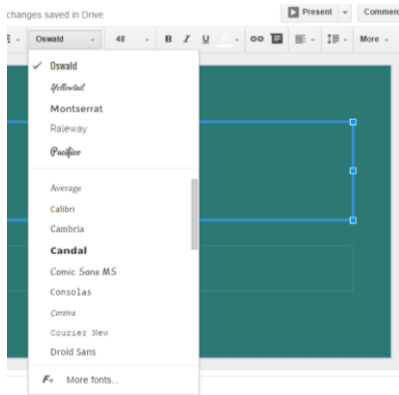 changes saved in Drive
Present
Commen
Oswald 48 B I U More
Oswald
Yellowtail
Montserrat
Raleway
Pacifico
Average
Calibri
Cambria
Candal
Comic Sans MS
Consolas
Corsiva
Courier New
Droid Sans
More fonts...